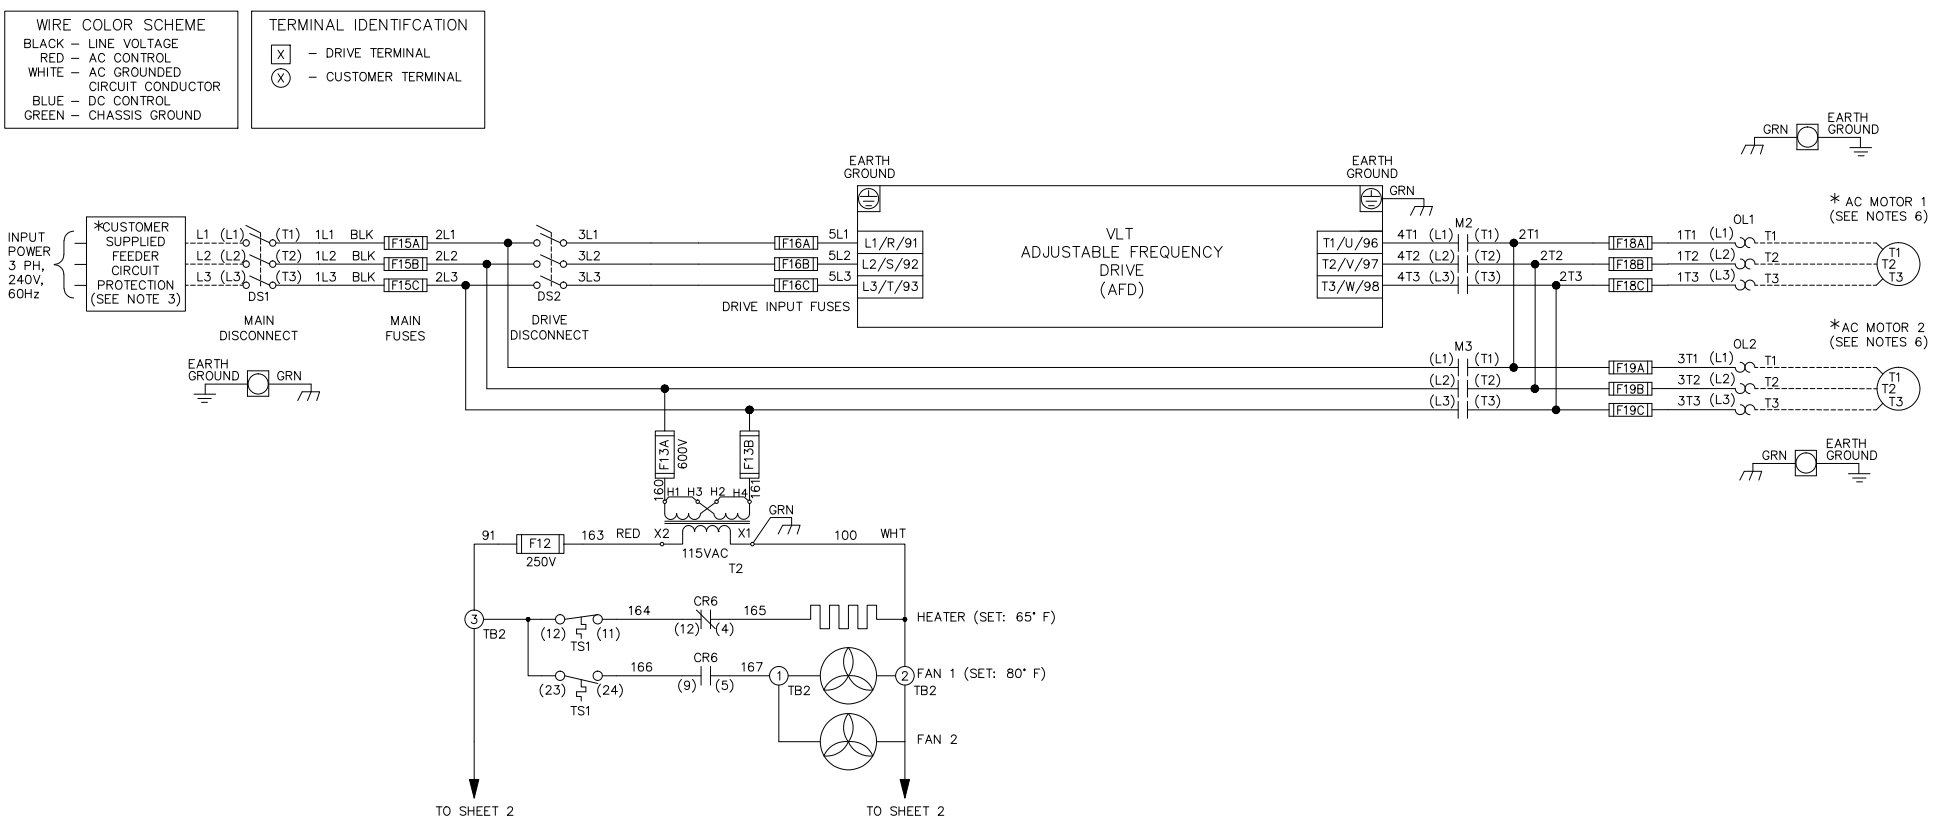 WIRE COLOR SCHEME
BLACK – LINE VOLTAGE
RED – AC CONTROL
WHITE – AC GROUNDED
CIRCUIT CONDUCTOR
BLUE – DC CONTROL
GREEN – CHASSIS GROUND
TERMINAL IDENTIFCATION
X – DRIVE TERMINAL
X – CUSTOMER TERMINAL
INPUT
POWER
3 PH,
240V,
60Hz
*CUSTOMER
SUPPLIED
FEEDER
CIRCUIT
PROTECTION
(SEE NOTE 3)
L1 (L1) (T1) 1L1 BLK F15A 2L1 3L1 F16A 5L1 L1/R/91
L2 (L2) (T2) 1L2 BLK F15B 2L2 3L2 F16B 5L2 L2/S/92
L3 (L3) (T3) 1L3 BLK F15C 2L3 3L3 F16C 5L3 L3/T/93
DS1
DS2
MAIN
DISCONNECT
MAIN
FUSES
DRIVE
DISCONNECT
DRIVE INPUT FUSES
EARTH
GROUND
GRN
EARTH
GROUND
VLT
ADJUSTABLE FREQUENCY
DRIVE
(AFD)
EARTH
GROUND
GRN
M2
T1/U/96 4T1 (L1) (T1) 2T1 F18A 1T1 (L1) T1
T2/V/97 4T2 (L2) (T2) 2T2 F18B 1T2 (L2) T2
T3/W/98 4T3 (L3) (T3) 2T3 F18C 1T3 (L3) T3
OL1
GRN
EARTH
GROUND
* AC MOTOR 1
(SEE NOTES 6)
T1
T2
T3
M3
(L1) (T1) F19A 3T1 (L1) T1
(L2) (T2) F19B 3T2 (L2) T2
(L3) (T3) F19C 3T3 (L3) T3
OL2
* AC MOTOR 2
(SEE NOTES 6)
T1
T2
T3
GRN
EARTH
GROUND
F13A
600V
F13B
160
161
H1 H3 H2 H4
GRN
91 F12 163 RED X2 X1 100 WHT
250V
115VAC
T2
3
TB2
164
CR6
165
(12) (11)
TS1
(12) (4)
HEATER (SET: 65° F)
166
CR6
167
1
TB2
2
TB2
FAN 1 (SET: 80° F)
(23) (24)
TS1
(9) (5)
FAN 2
TO SHEET 2
TO SHEET 2